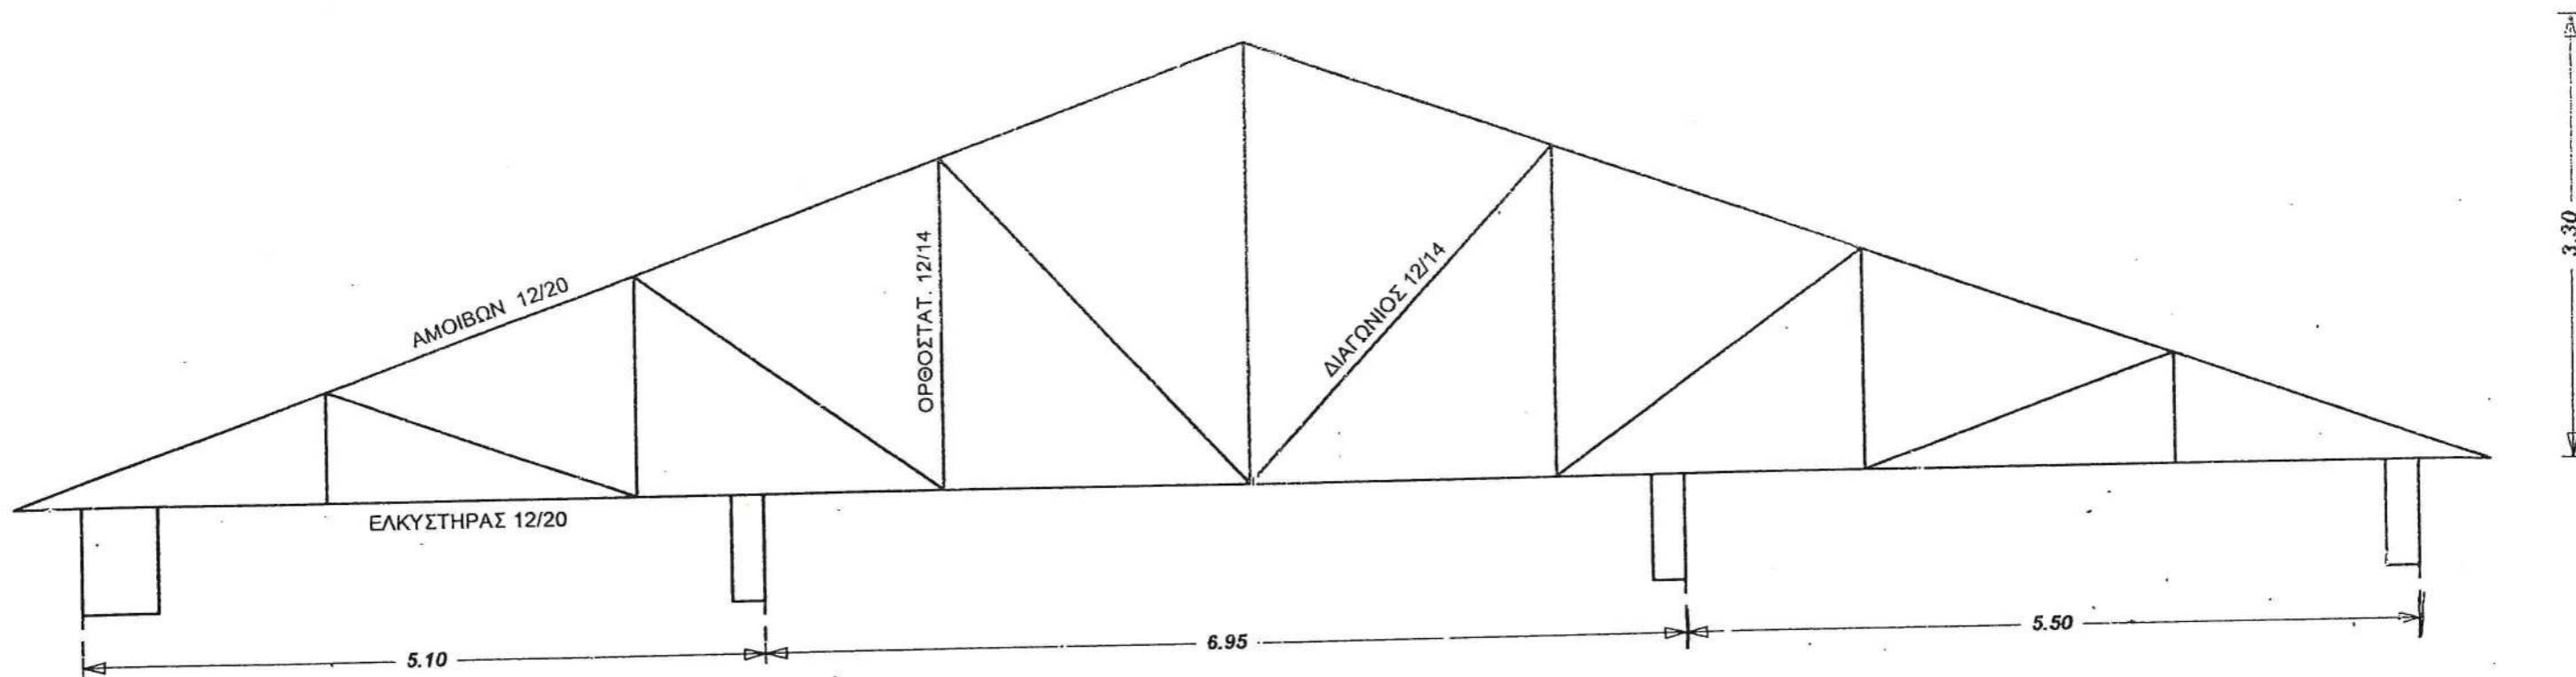 3.30
ΟΡΘΟΣΤΑΤ. 12/14
ΔΙΑΓΩΝΙΟΣ 12/14
ΑΜΟΙΒΩΝ 12/20
ΕΛΚΥΣΤΗΡΑΣ 12/20
5.10
6.95
5.50